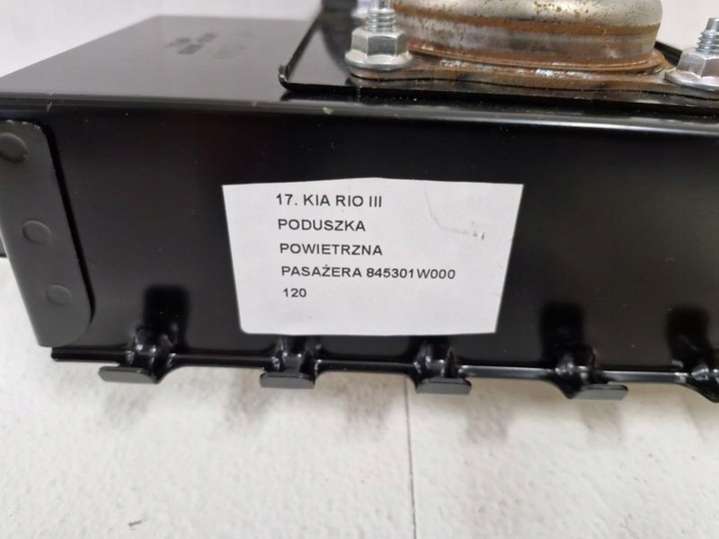 17. KIA RIO III
PODUSZKA
POWIETRZNA
PASAŻERA 845301W000
120